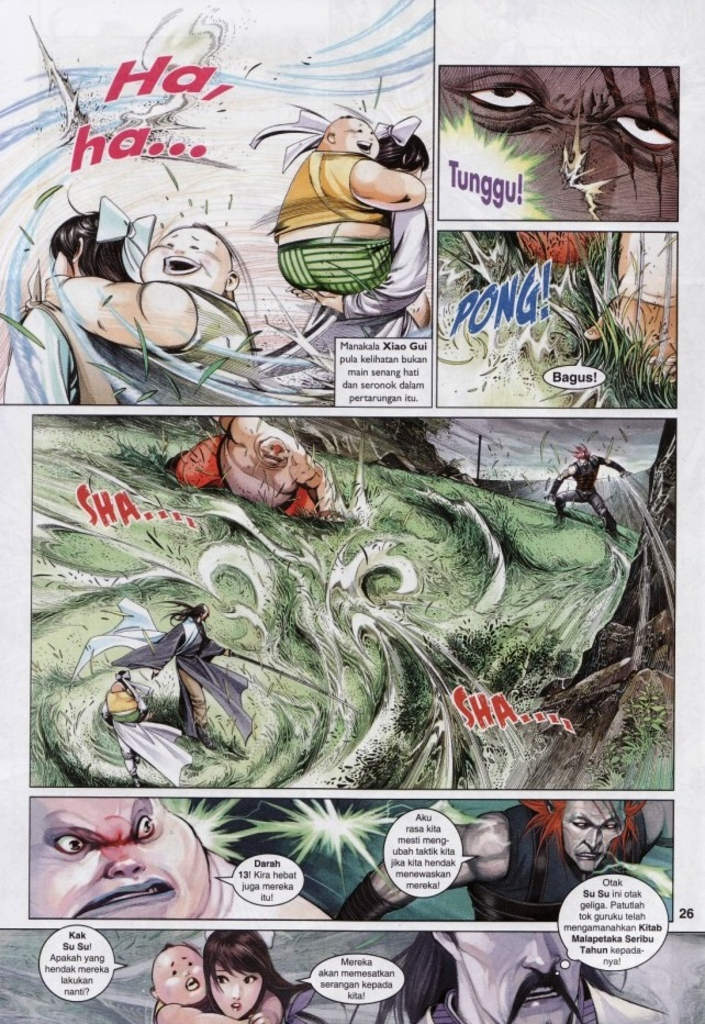 Ha,
ha...
Manakala Xiao Gui
pula kelihatan bukan
main senang hati
dan seronok dalam
pertarungan itu.
Tunggu!
PONG!
Bagus!
SHA.....
SHA.....
Darah
13! Kira hebat
juga mereka
itu!
Aku
rasa kita
mesti meng-
ubah taktik kita
jika kita hendak
menewaskan
mereka!
26
Kak
Su Su!
Apakah yang
hendak mereka
lakukan
nanti?
Mereka
akan memesatkan
serangan kepada
kita!
Otak
Su Su ini otak
geliga. Patutlah
tok guruku telah
mengamanahkan Kitab
Malapetaka Seribu
Tahun kepada-
nya!